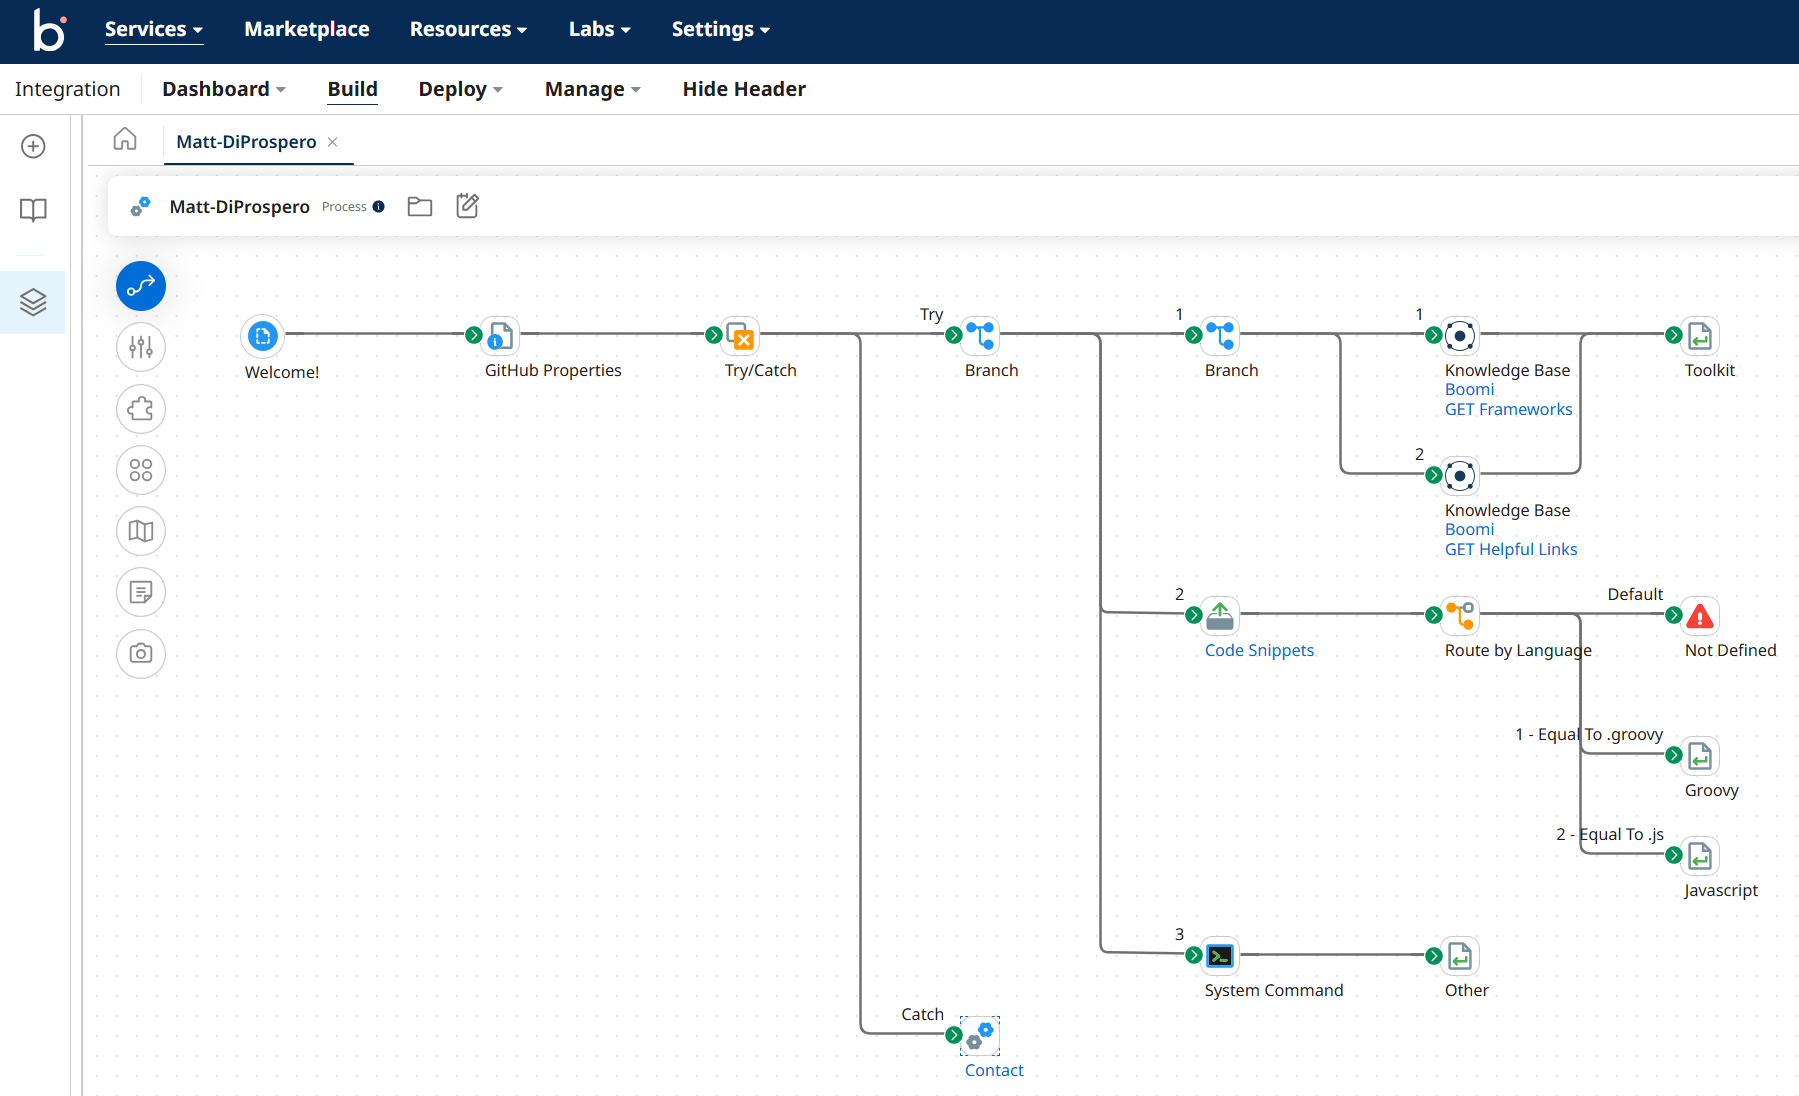 b
Services
Marketplace
Resources
Labs
Settings
Integration
Dashboard
Build
Deploy
Manage
Hide Header
Matt-DiProspero
Matt-DiProspero
Process
Welcome!
GitHub Properties
Try/Catch
Try
Branch
1
Branch
1
Knowledge Base
Boomi
GET Frameworks
Toolkit
2
Knowledge Base
Boomi
GET Helpful Links
2
Code Snippets
Route by Language
Default
Not Defined
1 - Equal To .groovy
Groovy
2 - Equal To .js
Javascript
3
System Command
Other
Catch
Contact